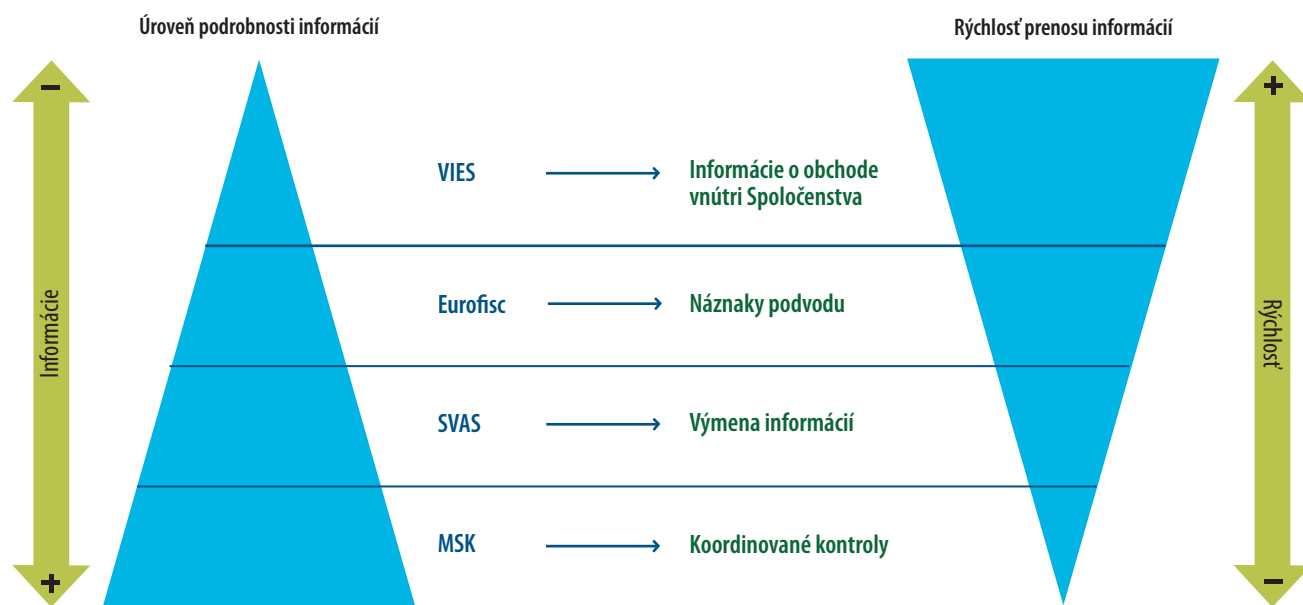 Úroveň podrobnosti informácií
Rýchlosť prenosu informácií
−
+
VIES
Informácie o obchode
vnútri Spoločenstva
Informácie
Eurofisc
Náznaky podvodu
Rýchlosť
SVAS
Výmena informácií
MSK
Koordinované kontroly
+
−